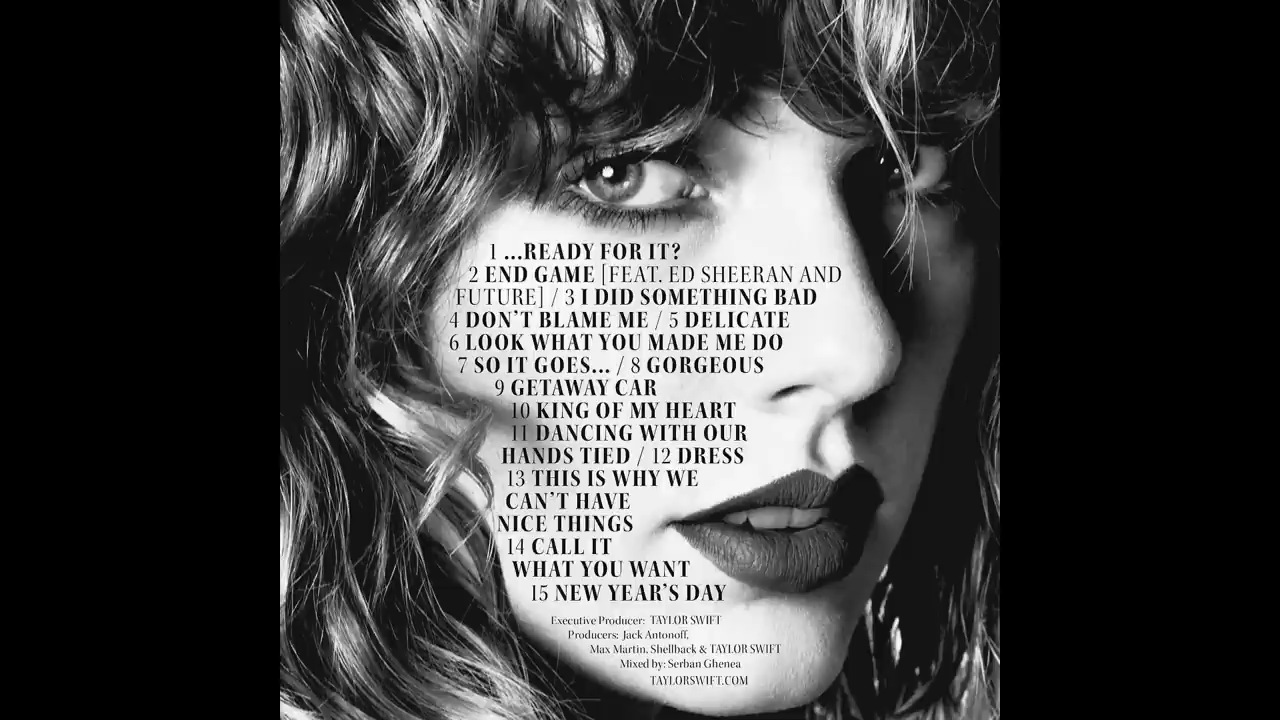 1 ...READY FOR IT?
2 END GAME [FEAT. ED SHEERAN AND
FUTURE] / 3 I DID SOMETHING BAD
4 DON'T BLAME ME / 5 DELICATE
6 LOOK WHAT YOU MADE ME DO
7 SO IT GOES... / 8 GORGEOUS
9 GETAWAY CAR
10 KING OF MY HEART
11 DANCING WITH OUR
HANDS TIED / 12 DRESS
13 THIS IS WHY WE
CAN'T HAVE
NICE THINGS
14 CALL IT
WHAT YOU WANT
15 NEW YEAR'S DAY
Executive Producer: TAYLOR SWIFT
Producers: Jack Antonoff,
Max Martin, Shellback & TAYLOR SWIFT
Mixed by: Serban Ghenea
TAYLORSWIFT.COM